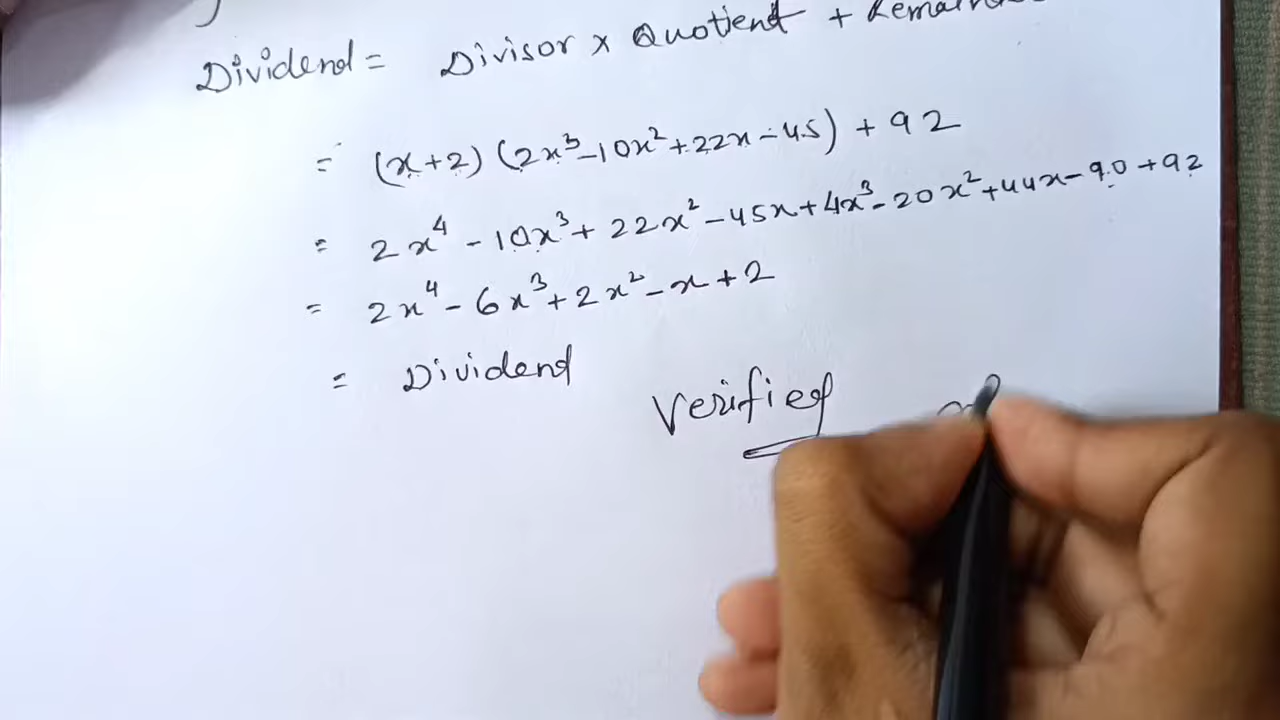 Dividend = Divisor × Quotient +
= (x+2) (2x³-10x²+22x-45) + 92
= 2x⁴ - 10x³ + 22x² - 45x + 4x³ - 20x² + 44x - 90 + 92
= 2x⁴ - 6x³ + 2x² - x + 2
= Dividend
Verified